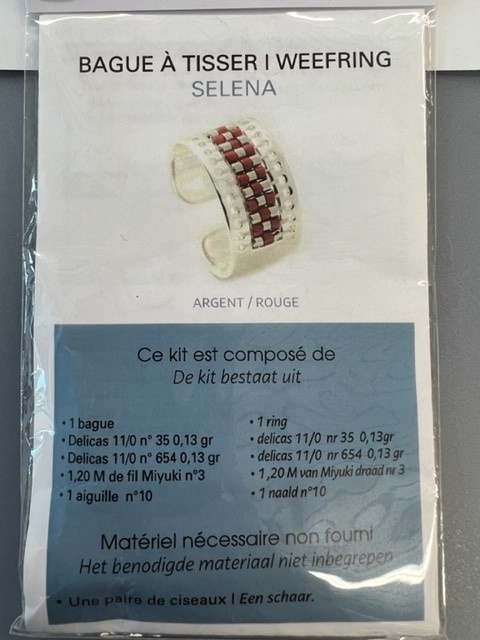 BAGUE À TISSER I WEEFRING
SELENA
ARGENT / ROUGE
Ce kit est composé de
De kit bestaat uit
• 1 bague
• Delicas 11/0 n° 35 0,13 gr
• Delicas 11/0 n° 654 0,13 gr
• 1,20 M de fil Miyuki n°3
• 1 aiguille n°10
• 1 ring
• delicas 11/0 nr 35 0,13gr
• delicas 11/0 nr 654 0,13 gr
• 1,20 M van Miyuki draad nr 3
• 1 naald n°10
Matériel nécessaire non fourni
Het benodigde materiaal niet inbegrepen
• Une paire de ciseaux I Een schaar.